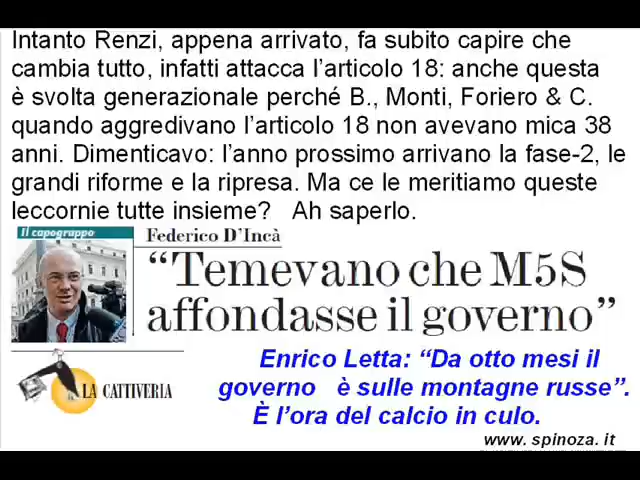 Intanto Renzi, appena arrivato, fa subito capire che
cambia tutto, infatti attacca l’articolo 18: anche questa
è svolta generazionale perché B., Monti, Foriero & C.
quando aggredivano l’articolo 18 non avevano mica 38
anni. Dimenticavo: l’anno prossimo arrivano la fase-2, le
grandi riforme e la ripresa. Ma ce le meritiamo queste
leccornie tutte insieme? Ah saperlo.
Il capogruppo
Federico D’Incà
“Temevano che M5S
affondasse il governo”
LA CATTIVERIA
Enrico Letta: “Da otto mesi il
governo è sulle montagne russe”.
È l’ora del calcio in culo.
www. spinoza. it